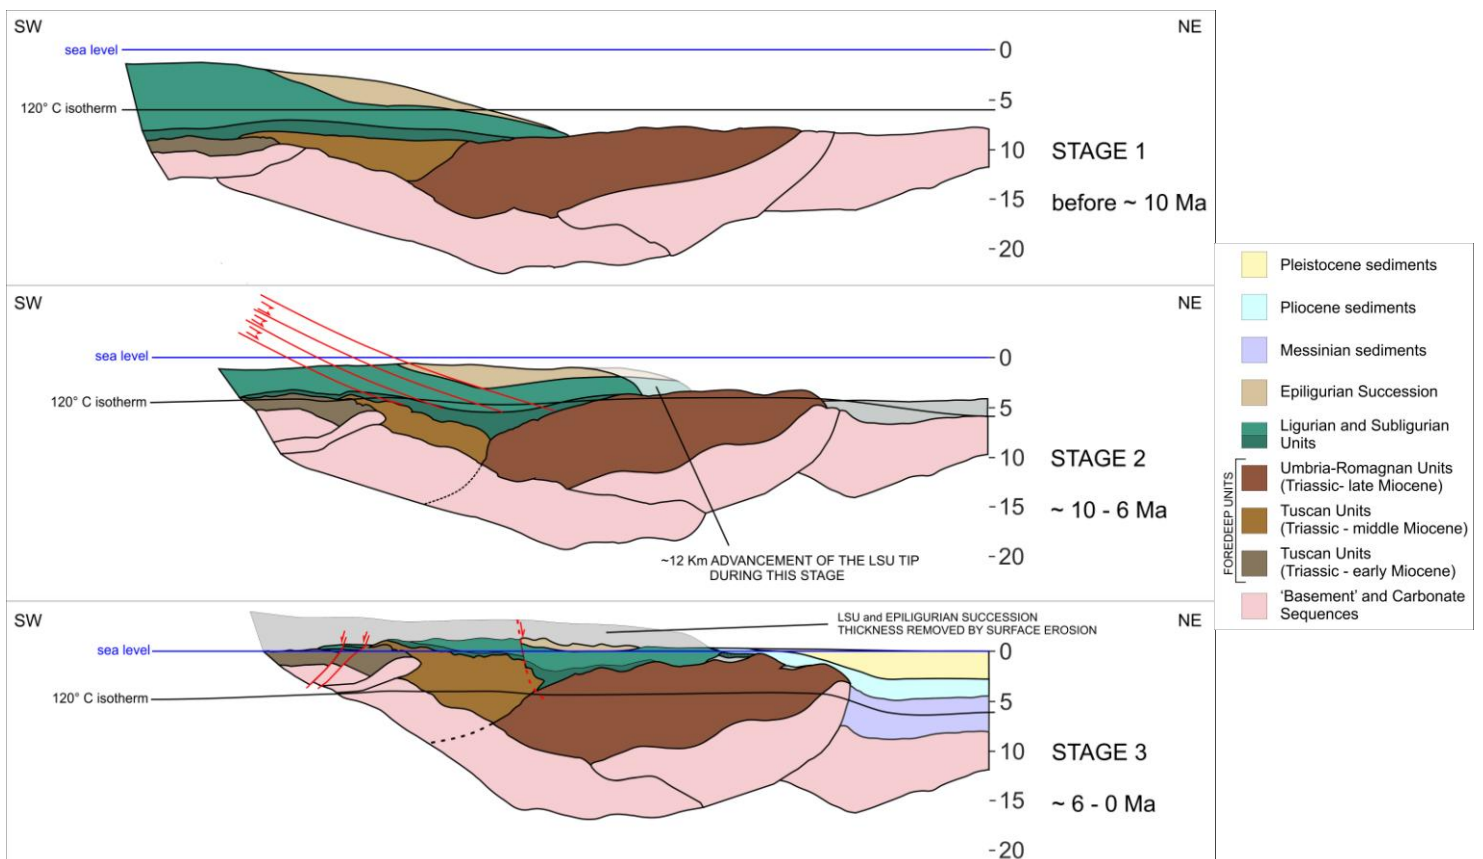 SW
NE
sea level
0
120° C isotherm
-5
-10
STAGE 1
-15
before ~ 10 Ma
-20
SW
NE
sea level
0
120° C isotherm
-5
-10
STAGE 2
-15
~ 10 - 6 Ma
-20
~12 Km ADVANCEMENT OF THE LSU TIP
DURING THIS STAGE
SW
NE
LSU and EPILIGURIAN SUCCESSION
THICKNESS REMOVED BY SURFACE EROSION
sea level
0
120° C isotherm
5
10
STAGE 3
-15
~ 6 - 0 Ma
20
Pleistocene sediments
Pliocene sediments
Messinian sediments
Epiligurian Succession
Ligurian and Subligurian
Units
FOREDEEP UNITS
Umbria-Romagnan Units
(Triassic- late Miocene)
Tuscan Units
(Triassic - middle Miocene)
Tuscan Units
(Triassic - early Miocene)
'Basement' and Carbonate
Sequences